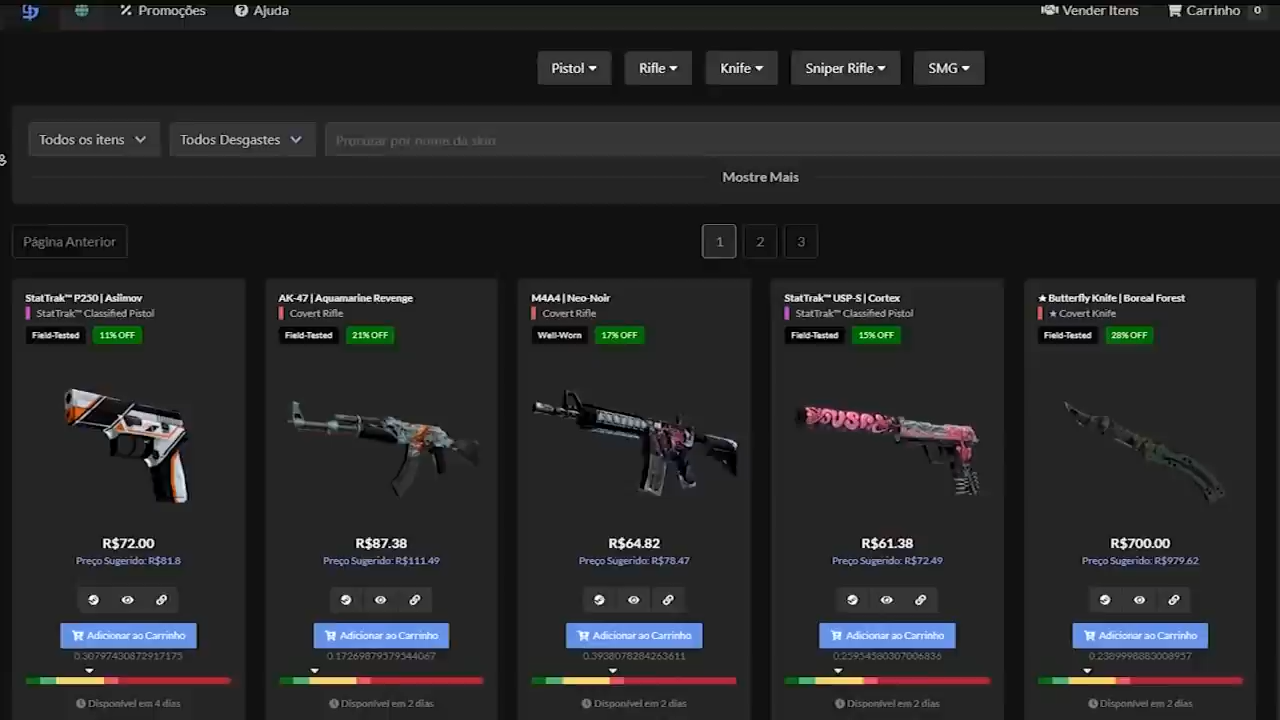 Promoções Ajuda Vender Itens Carrinho 0
Pistol Rifle Knife Sniper Rifle SMG
Todos os itens Todos Desgastes Procurar por nome da skin
Mostre Mais
Página Anterior 1 2 3
StatTrak™ P250 | Asiimov
StatTrak™ Classified Pistol
Field-Tested 11% OFF
R$72.00
Preço Sugerido: R$81.8
Adicionar ao Carrinho
0.30797430872917175
Disponível em 4 dias
AK-47 | Aquamarine Revenge
Covert Rifle
Field-Tested 21% OFF
R$87.38
Preço Sugerido: R$111.49
Adicionar ao Carrinho
0.17269879579544067
Disponível em 2 dias
M4A4 | Neo-Noir
Covert Rifle
Well-Worn 17% OFF
R$64.82
Preço Sugerido: R$78.47
Adicionar ao Carrinho
0.3938078284263611
Disponível em 2 dias
StatTrak™ USP-S | Cortex
StatTrak™ Classified Pistol
Field-Tested 15% OFF
R$61.38
Preço Sugerido: R$72.49
Adicionar ao Carrinho
0.25954580307006836
Disponível em 2 dias
★ Butterfly Knife | Boreal Forest
★ Covert Knife
Field-Tested 28% OFF
R$700.00
Preço Sugerido: R$979.62
Adicionar ao Carrinho
0.2389998883008957
Disponível em 2 dias